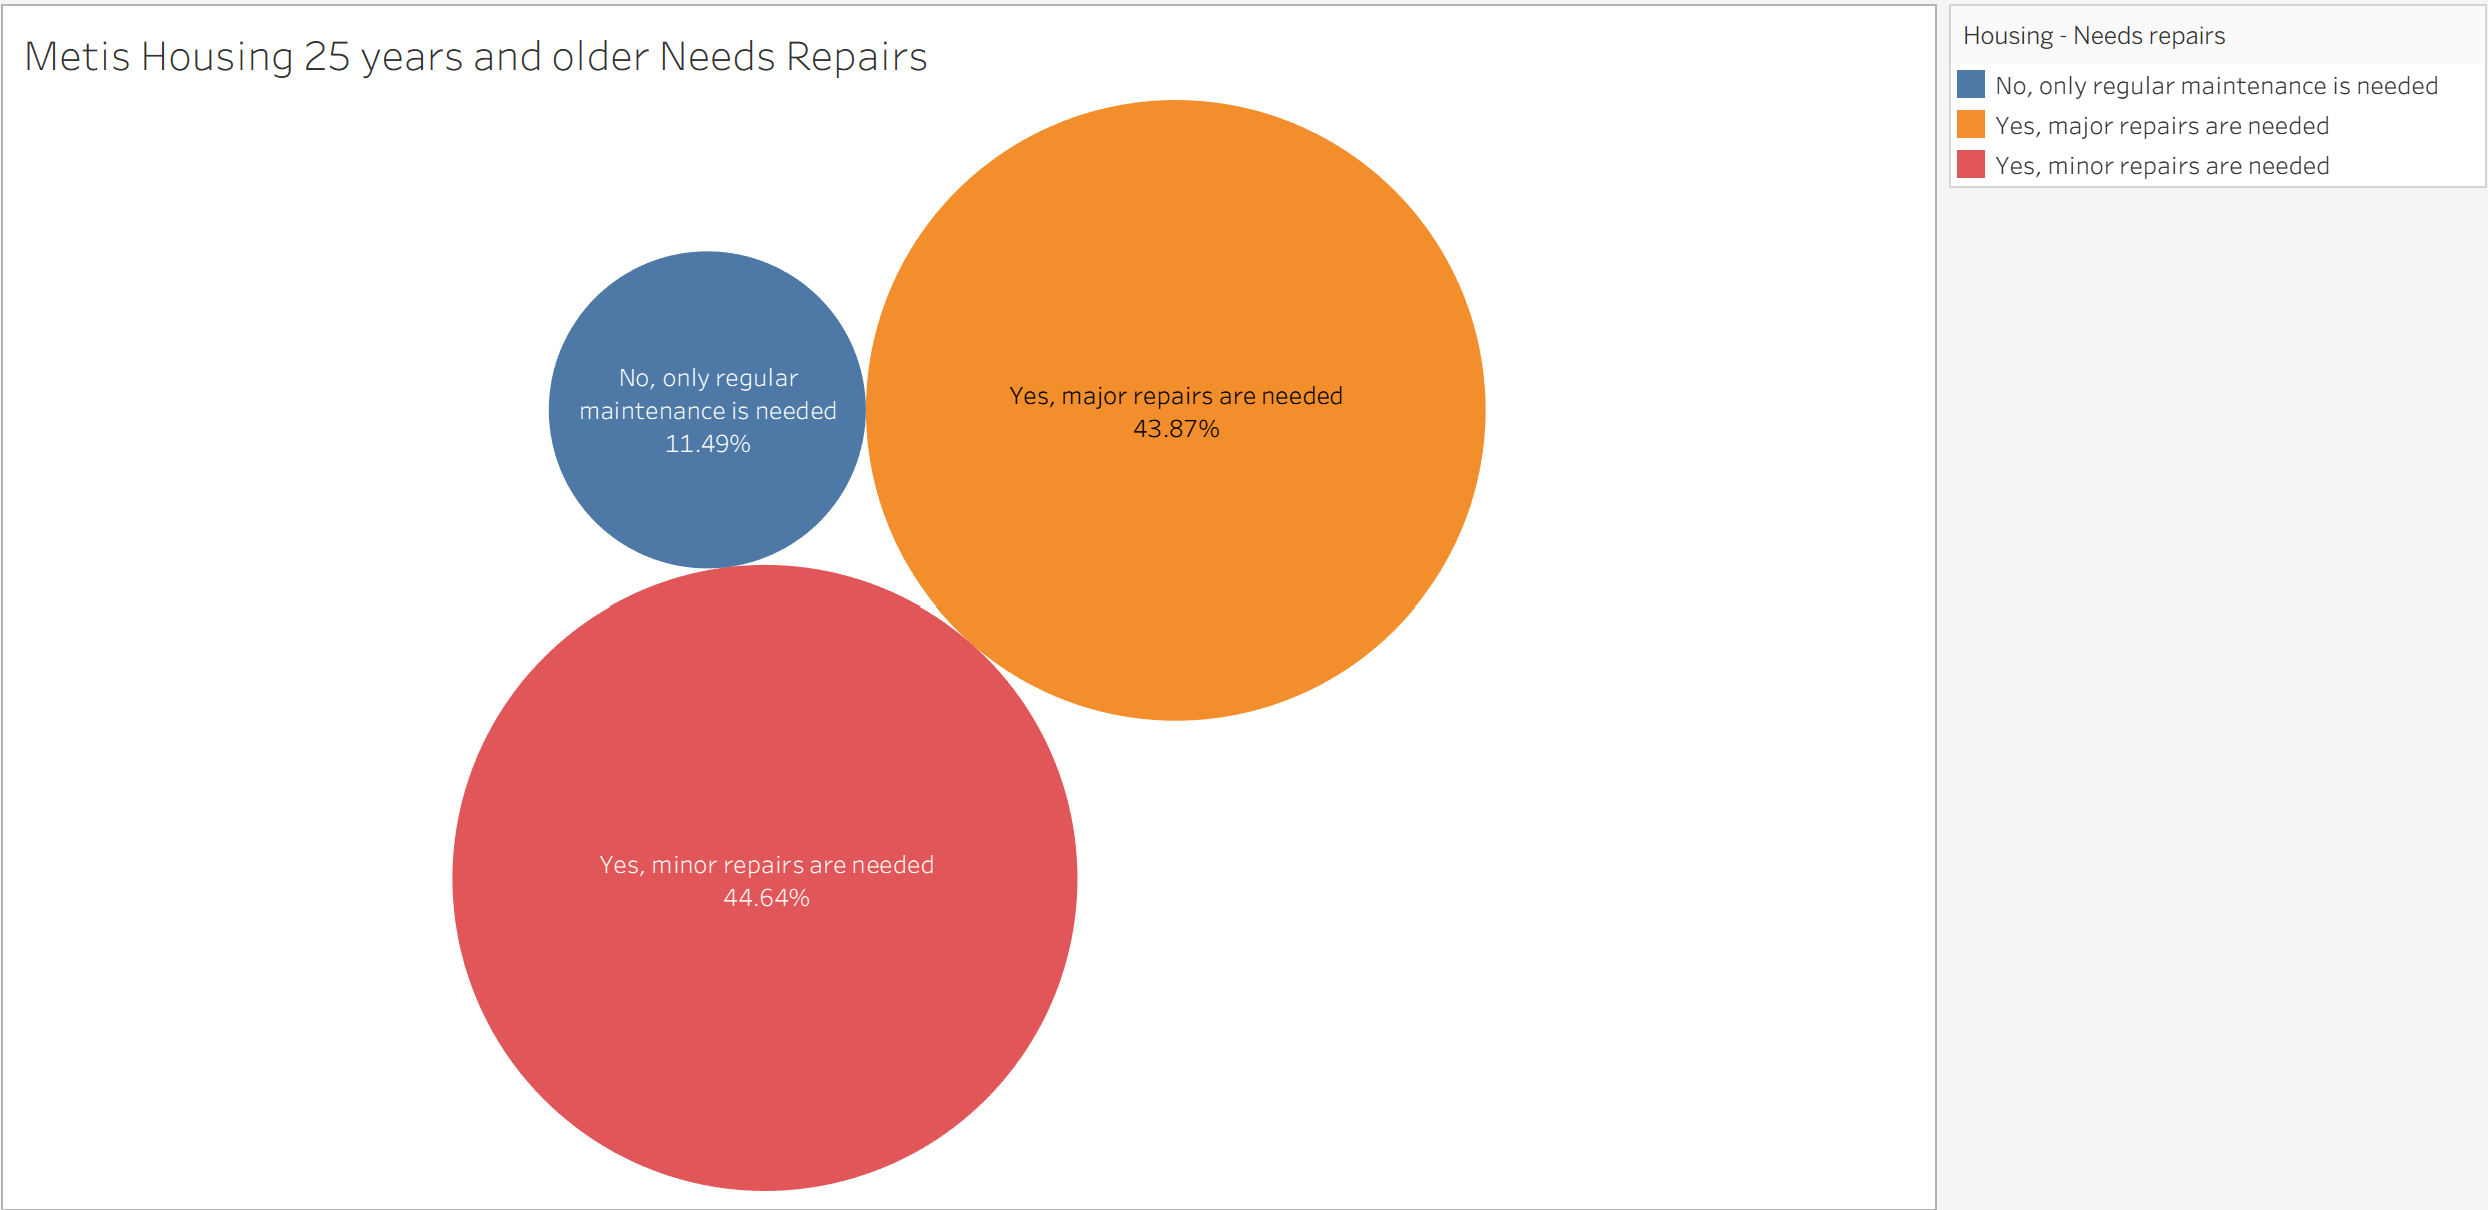 Metis Housing 25 years and older Needs Repairs
No, only regular
maintenance is needed
11.49%
Yes, major repairs are needed
43.87%
Yes, minor repairs are needed
44.64%
Housing - Needs repairs
No, only regular maintenance is needed
Yes, major repairs are needed
Yes, minor repairs are needed